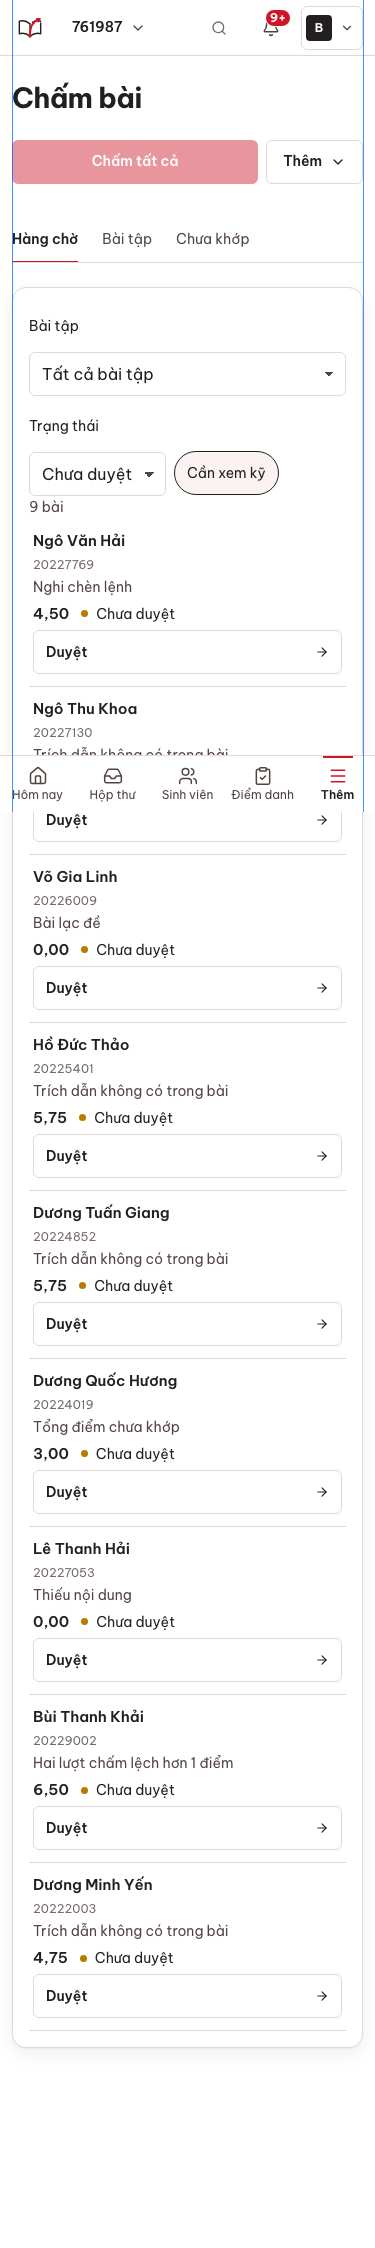 761987
9+
B
Chấm bài
Chấm tất cả
Thêm
Hàng chờ
Bài tập
Chưa khớp
Bài tập
Tất cả bài tập
Trạng thái
Chưa duyệt
Cần xem kỹ
9 bài
Ngô Văn Hải
20227769
Nghi chèn lệnh
4,50 Chưa duyệt
Duyệt
Ngô Thu Khoa
20227130
Trích dẫn không có trong bài
Hôm nay
Hộp thư
Sinh viên
Điểm danh
Thêm
Duyệt
Võ Gia Linh
20226009
Bài lạc đề
0,00 Chưa duyệt
Duyệt
Hồ Đức Thảo
20225401
Trích dẫn không có trong bài
5,75 Chưa duyệt
Duyệt
Dương Tuấn Giang
20224852
Trích dẫn không có trong bài
5,75 Chưa duyệt
Duyệt
Dương Quốc Hương
20224019
Tổng điểm chưa khớp
3,00 Chưa duyệt
Duyệt
Lê Thanh Hải
20227053
Thiếu nội dung
0,00 Chưa duyệt
Duyệt
Bùi Thanh Khải
20229002
Hai lượt chấm lệch hơn 1 điểm
6,50 Chưa duyệt
Duyệt
Dương Minh Yến
20222003
Trích dẫn không có trong bài
4,75 Chưa duyệt
Duyệt